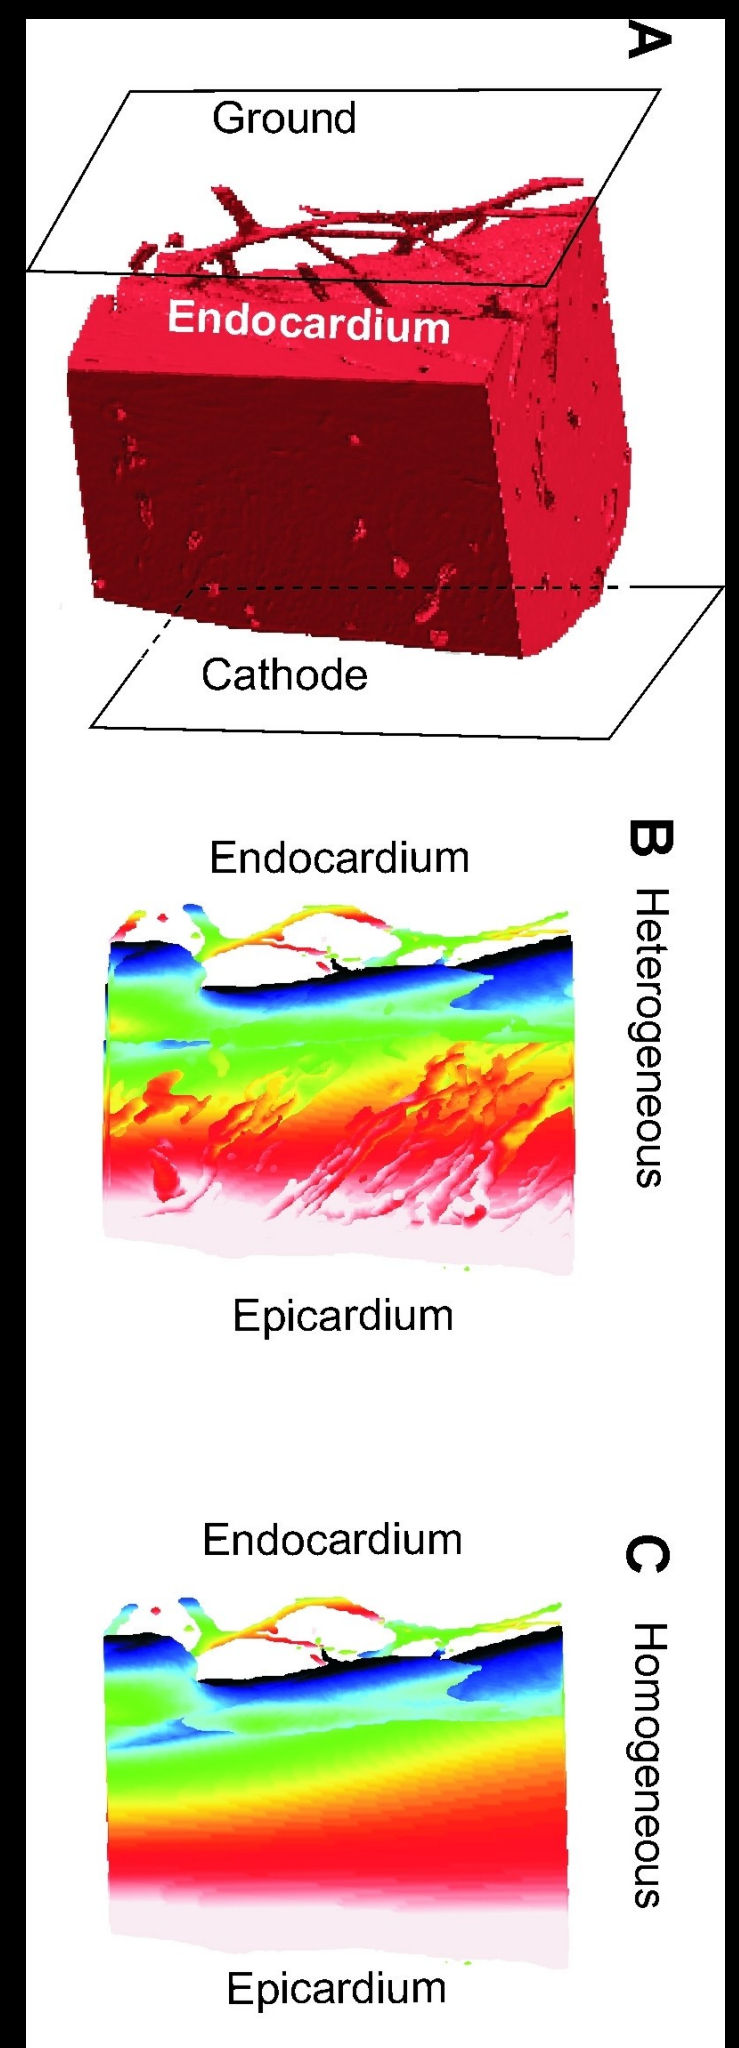 A
Ground
Endocardium
Cathode
B
Heterogeneous
Endocardium
Epicardium
C
Homogeneous
Endocardium
Epicardium